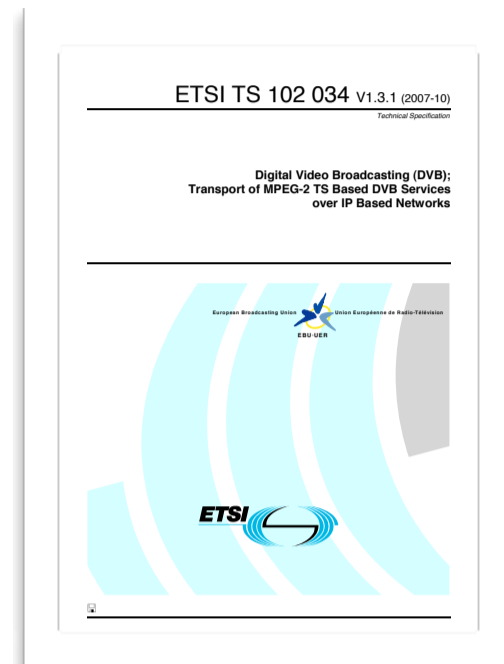 ETSI TS 102 034 V1.3.1 (2007-10)
Technical Specification
Digital Video Broadcasting (DVB);
Transport of MPEG-2 TS Based DVB Services
over IP Based Networks
European Broadcasting Union Union Européenne de Radio-Télévision
EBU·UER
ETSI